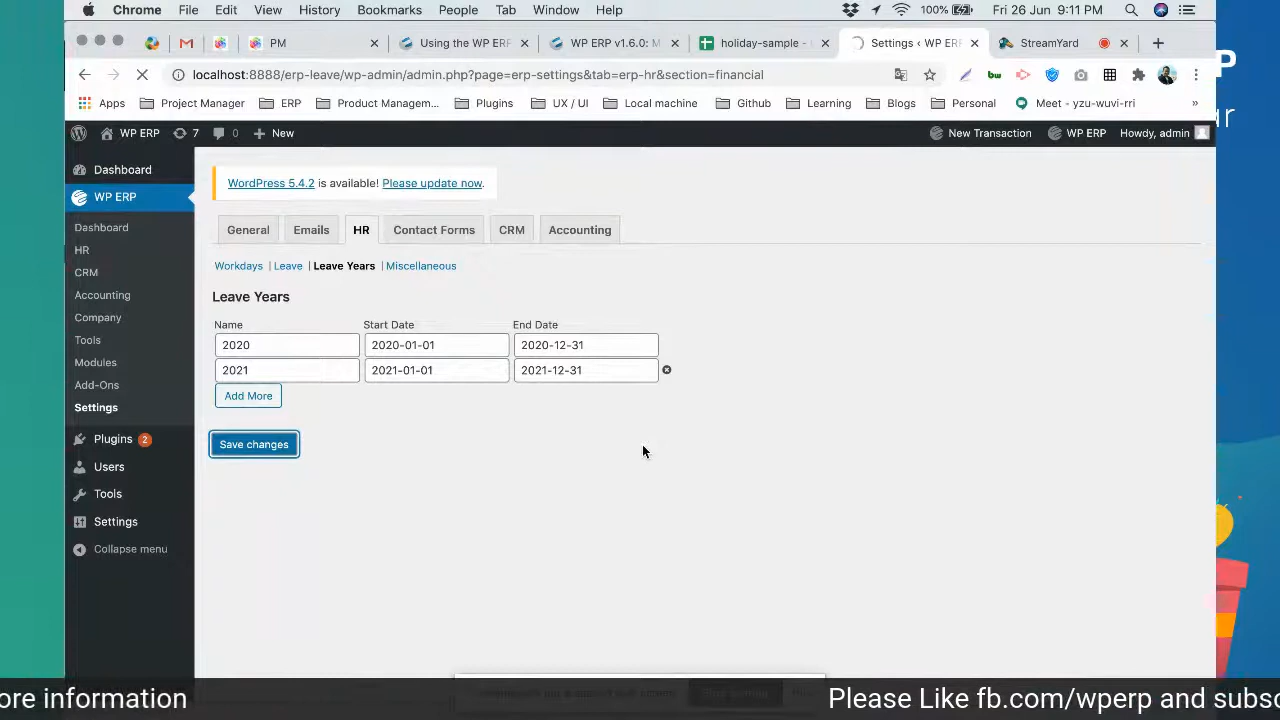 Chrome File Edit View History Bookmarks People Tab Window Help 100% Fri 26 Jun 9:11 PM
PM Using the WP ERP WP ERP v1.6.0: M holiday-sample - Settings ‹ WP ERP StreamYard
localhost:8888/erp-leave/wp-admin/admin.php?page=erp-settings&tab=erp-hr&section=financial
Apps Project Manager ERP Product Managem... Plugins UX / UI Local machine Github Learning Blogs Personal Meet - yzu-wuvi-rri »
WP ERP 7 0 New New Transaction WP ERP Howdy, admin
Dashboard
WP ERP
Dashboard
HR
CRM
Accounting
Company
Tools
Modules
Add-Ons
Settings
Plugins 2
Users
Tools
Settings
Collapse menu
WordPress 5.4.2 is available! Please update now.
General Emails HR Contact Forms CRM Accounting
Workdays | Leave | Leave Years | Miscellaneous
Leave Years
Name Start Date End Date
2020 2020-01-01 2020-12-31
2021 2021-01-01 2021-12-31
Add More
Save changes
ore information Please Like fb.com/wperp and subsc